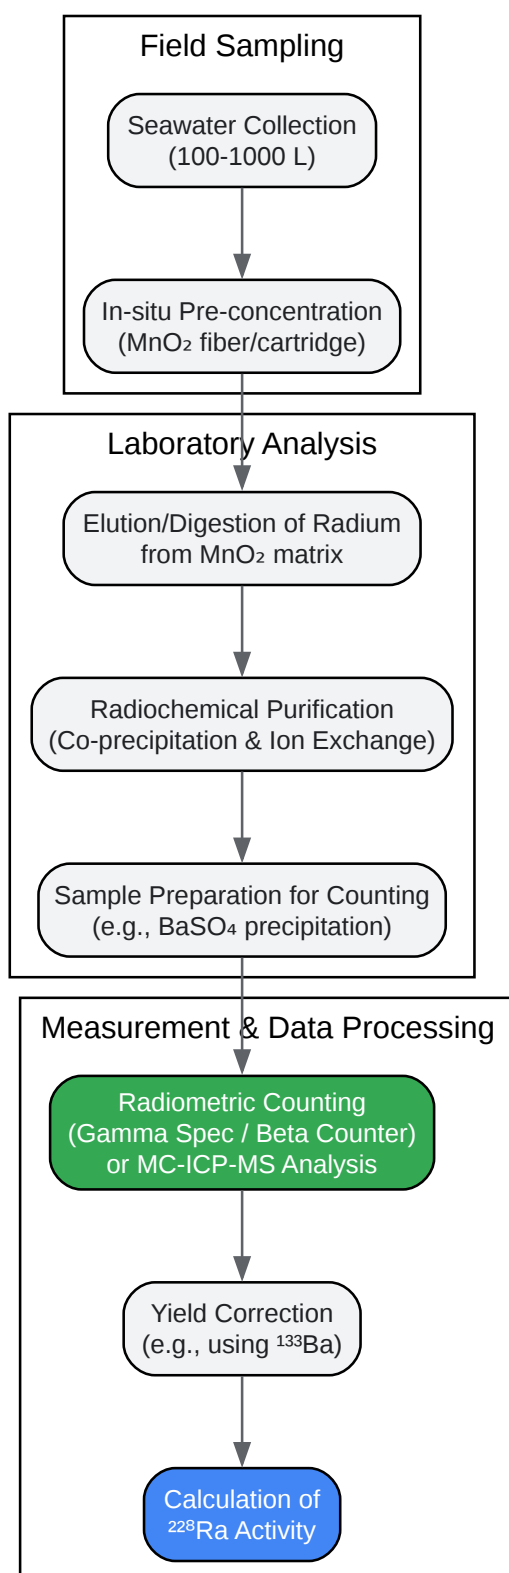 Field Sampling
Seawater Collection
(100-1000 L)
In-situ Pre-concentration
(MnO₂ fiber/cartridge)
Laboratory Analysis
Elution/Digestion of Radium
from MnO₂ matrix
Radiochemical Purification
(Co-precipitation & Ion Exchange)
Sample Preparation for Counting
(e.g., BaSO₄ precipitation)
Measurement & Data Processing
Radiometric Counting
(Gamma Spec / Beta Counter)
or MC-ICP-MS Analysis
Yield Correction
(e.g., using ¹³³Ba)
Calculation of
²²⁸Ra Activity